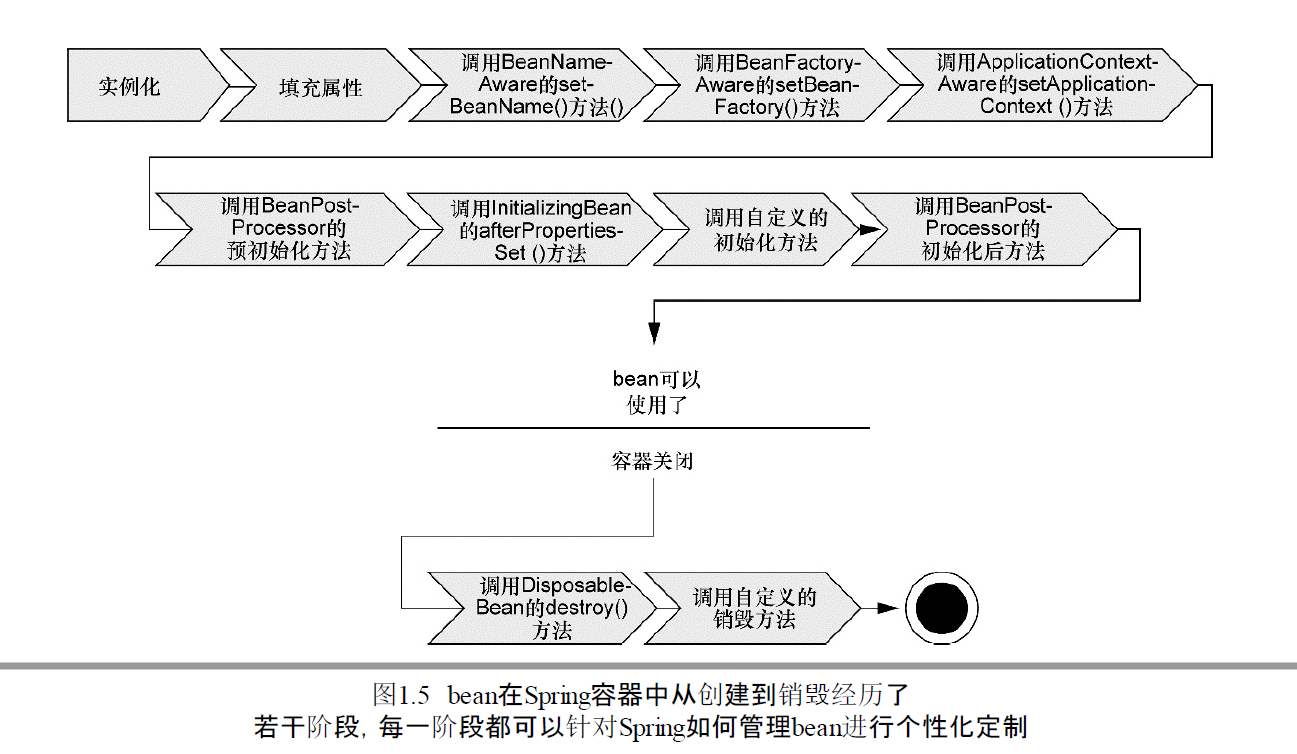 实例化
填充属性
调用BeanName-
Aware的set-
BeanName()方法()
调用BeanFactory-
Aware的setBean-
Factory()方法
调用ApplicationContext-
Aware的setApplication-
Context ()方法
调用BeanPost-
Processor的
预初始化方法
调用InitializingBean
的afterProperties-
Set ()方法
调用自定义的
初始化方法
调用BeanPost-
Processor的
初始化后方法
bean可以
使用了
容器关闭
调用Disposable-
Bean的destroy()
方法
调用自定义的
销毁方法
图1.5 bean在Spring容器中从创建到销毁经历了
若干阶段，每一阶段都可以针对Spring如何管理bean进行个性化定制